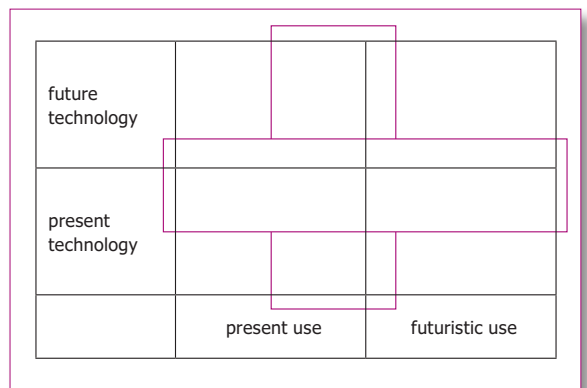 future
technology
present
technology
present use
futuristic use